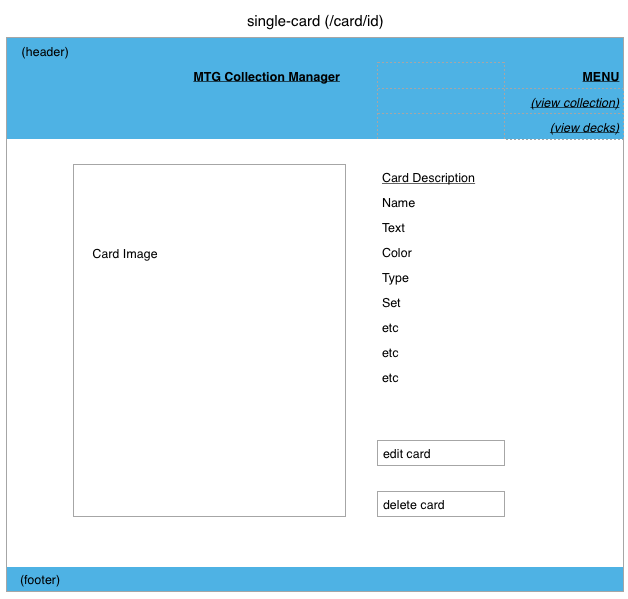 single-card (/card/id)
(header)
MTG Collection Manager
MENU
(view collection)
(view decks)
Card Image
Card Description
Name
Text
Color
Type
Set
etc
etc
etc
edit card
delete card
(footer)